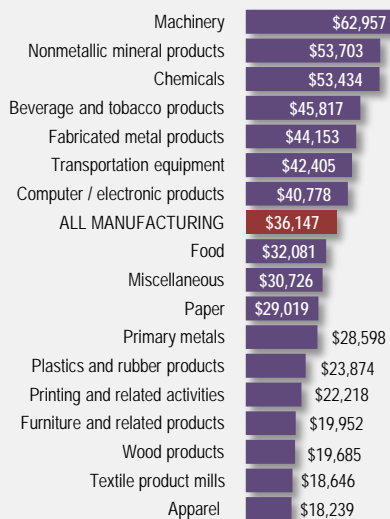 Machinery $62,957
Nonmetallic mineral products $53,703
Chemicals $53,434
Beverage and tobacco products $45,817
Fabricated metal products $44,153
Transportation equipment $42,405
Computer / electronic products $40,778
ALL MANUFACTURING $36,147
Food $32,081
Miscellaneous $30,726
Paper $29,019
Primary metals $28,598
Plastics and rubber products $23,874
Printing and related activities $22,218
Furniture and related products $19,952
Wood products $19,685
Textile product mills $18,646
Apparel $18,239